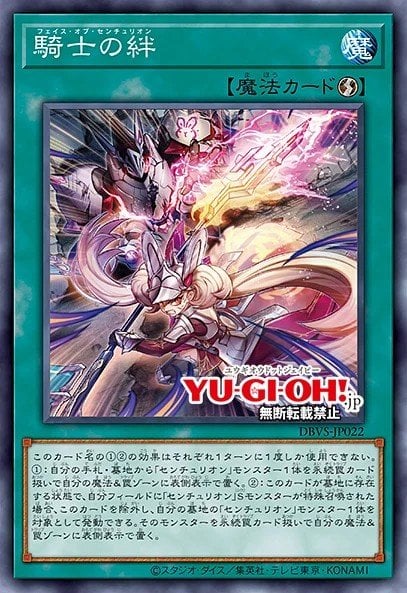 フェイス・オブ・センチュリオン
騎士の絆
魔
【魔法カード】
ユウギオウドットジェイピー
YU-GI-OH!.jp
無断転載禁止
DBVS-JP022
このカード名の①②の効果はそれぞれ1ターンに1度しか使用できない。
①:自分の手札・墓地から「センチュリオン」モンスター1体を永続罠カード
扱いで自分の魔法&罠ゾーンに表側表示で置く。②:このカードが墓地に存在
する状態で、自分フィールドに「センチュリオン」Sモンスターが特殊召喚された
場合、このカードを除外し、自分の墓地の「センチュリオン」モンスター1体を
対象として発動できる。そのモンスターを永続罠カード扱いで自分の魔法&
罠ゾーンに表側表示で置く。
©スタジオ・ダイス/集英社・テレビ東京・KONAMI